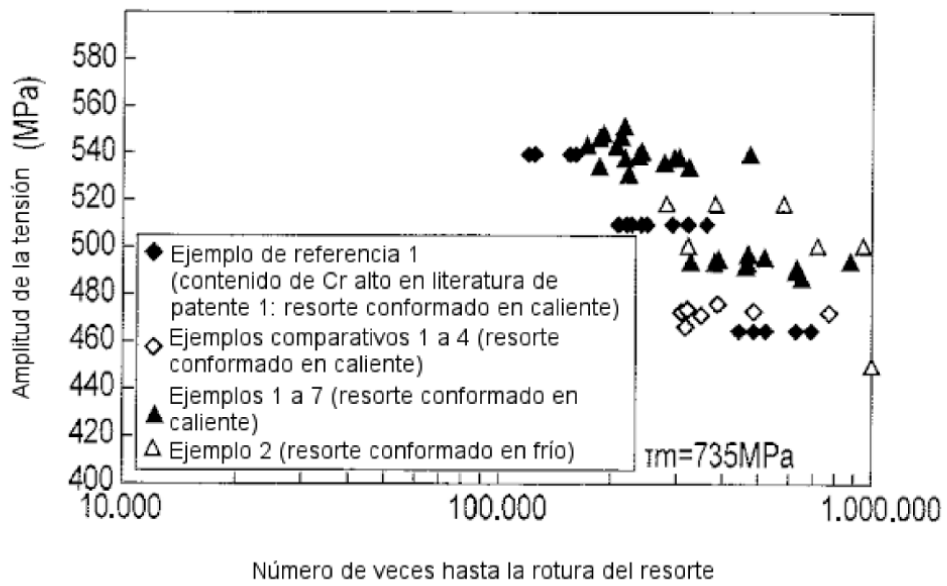 Amplitud de la tensión (MPa)
580
560
540
520
500
480
460
440
420
400
Ejemplo de referencia 1
(contenido de Cr alto en literatura de
patente 1: resorte conformado en caliente)
Ejemplos comparativos 1 a 4 (resorte
conformado en caliente)
Ejemplos 1 a 7 (resorte conformado en
caliente)
Ejemplo 2 (resorte conformado en frío)
τm=735MPa
10.000
100.000
1.000.000
Número de veces hasta la rotura del resorte